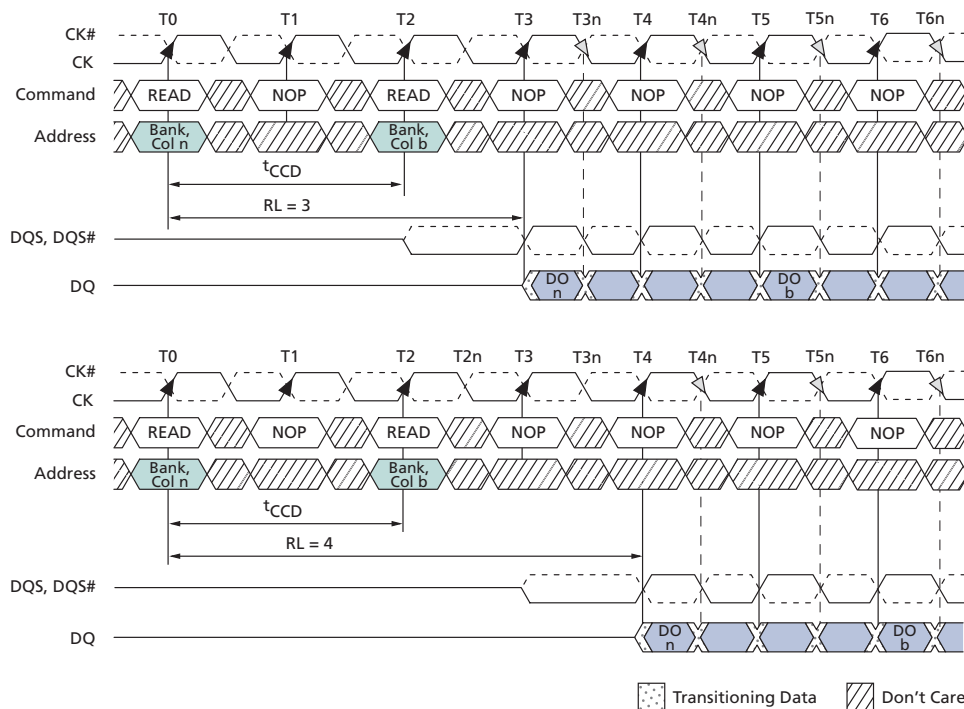 T0 T1 T2 T3 T3n T4 T4n T5 T5n T6 T6n
CK#
CK
Command READ NOP READ NOP NOP NOP NOP
Address Bank, Col n Bank, Col b
tCCD
RL = 3
DQS, DQS#
DQ DO n DO b
T0 T1 T2 T2n T3 T3n T4 T4n T5 T5n T6 T6n
CK#
CK
Command READ NOP READ NOP NOP NOP NOP
Address Bank, Col n Bank, Col b
tCCD
RL = 4
DQS, DQS#
DQ DO n DO b
Transitioning Data Don't Care